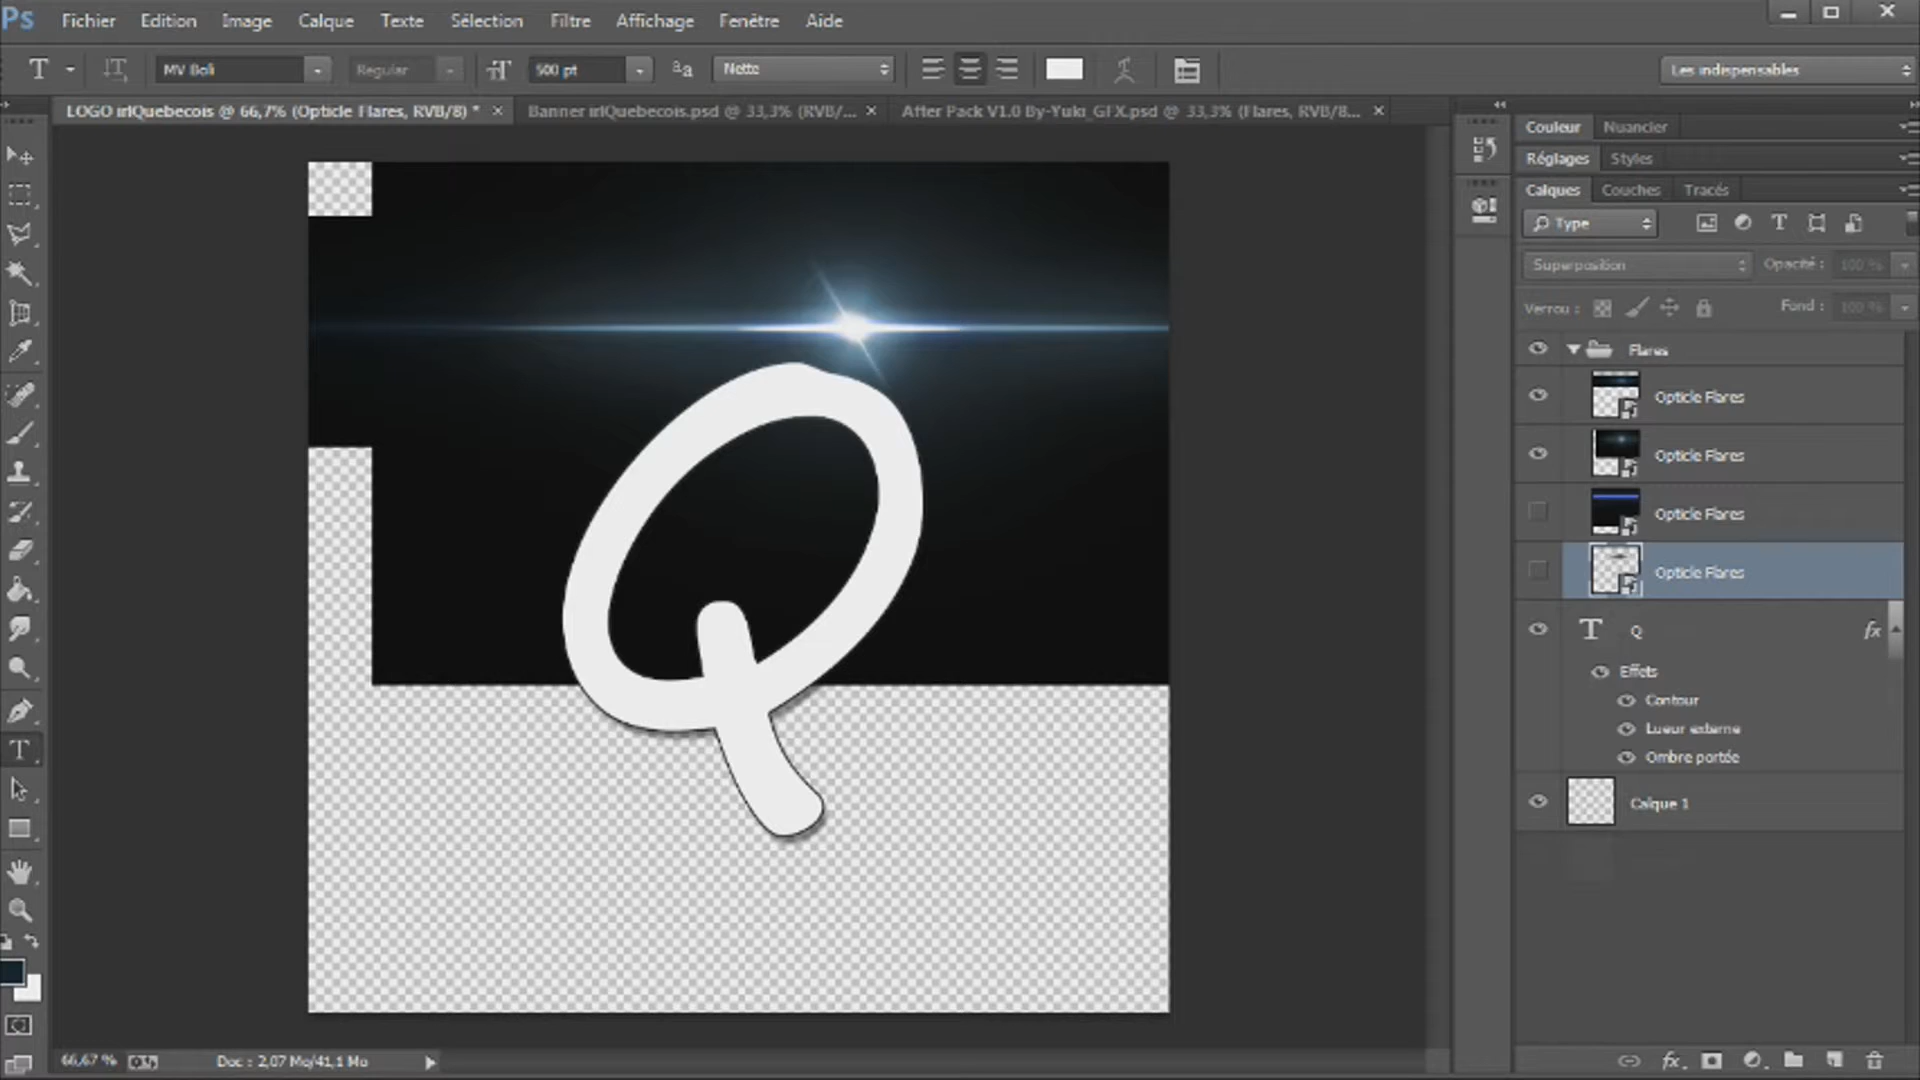 Ps Fichier Edition Image Calque Texte Sélection Filtre Affichage Fenêtre Aide
T MV Boli Regular 500 pt aa Nette Les indispensables
LOGO irlQuebecois @ 66,7% (Opticle Flares, RVB/8) * Banner irlQuebecois.psd @ 33,3% (RVB/... After Pack V1.0 By-Yuki_GFX.psd @ 33,3% (Flares, RVB/8...
Couleur Nuancier
Réglages Styles
Calques Couches Tracés
Type
Superposition Opacité : 100 %
Verrou : Fond : 100 %
Flares
Opticle Flares
Opticle Flares
Opticle Flares
Opticle Flares
T Q fx
Effets
Contour
Lueur externe
Ombre portée
Calque 1
Q
66,67 % Doc : 2,07 Mo/41,1 Mo
fx